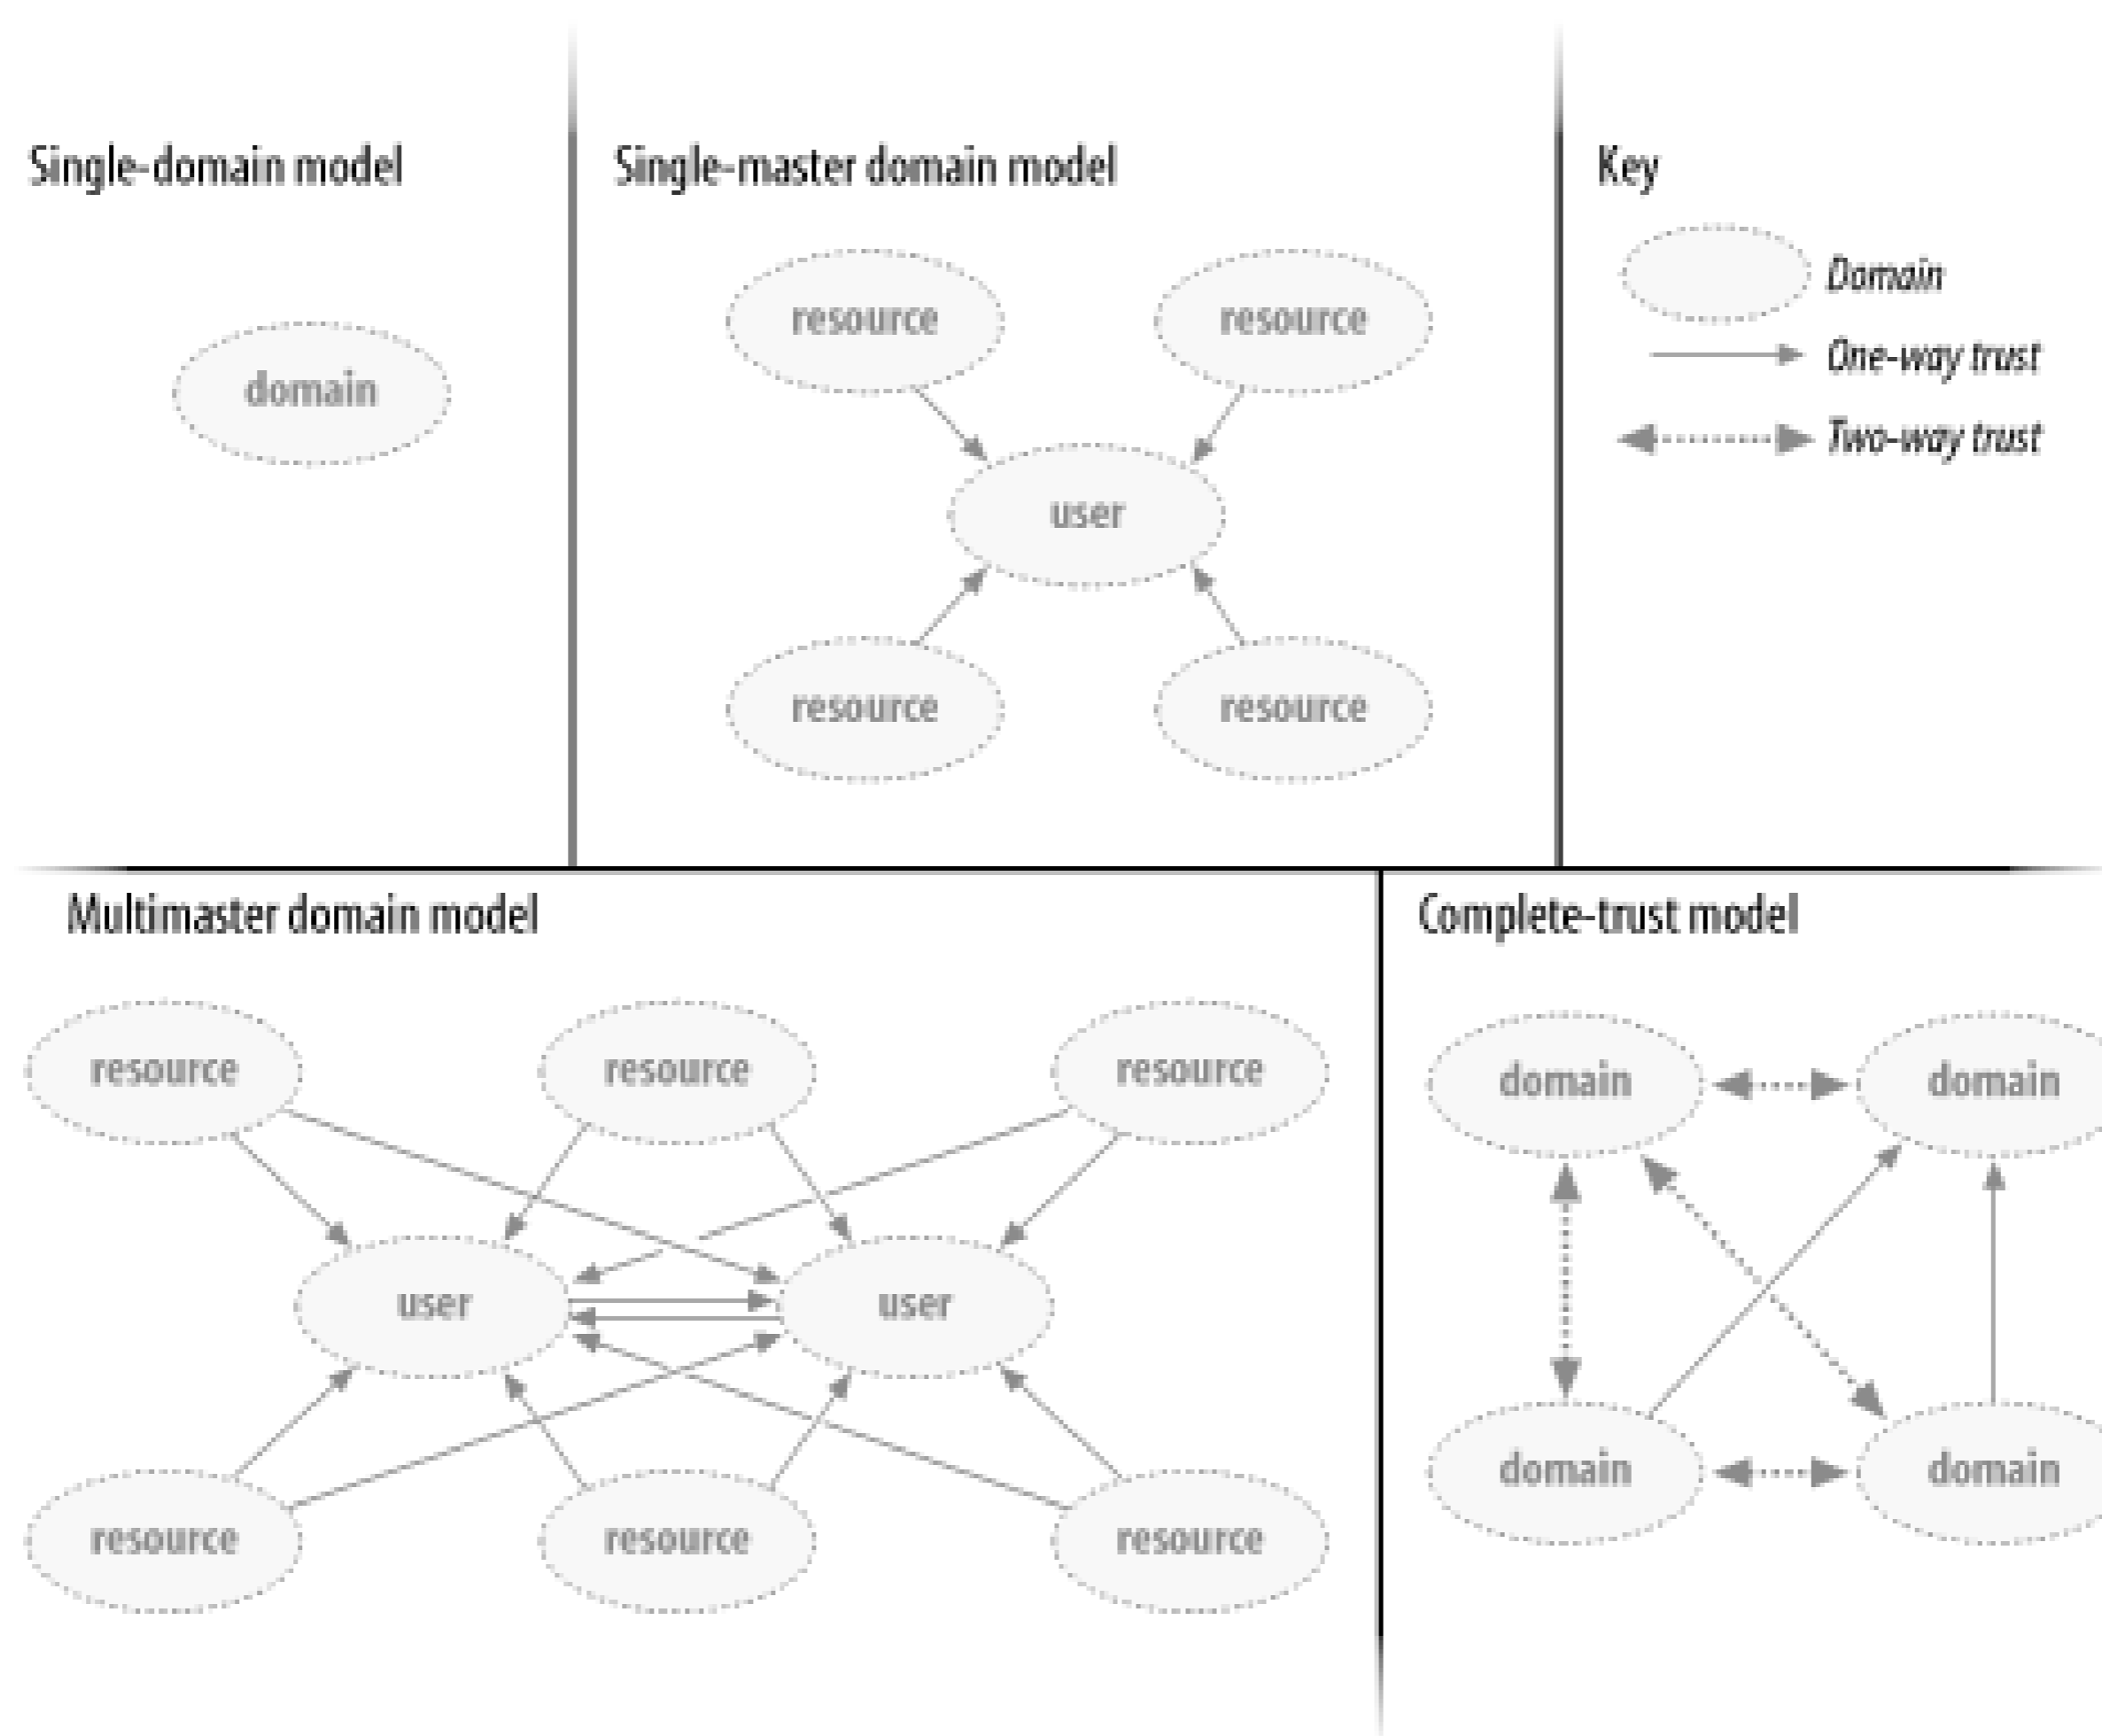 Single-domain model
domain
Single-master domain model
resource
resource
user
resource
resource
Key
Domain
One-way trust
Two-way trust
Multimaster domain model
resource
resource
resource
user
user
resource
resource
resource
Complete-trust model
domain
domain
domain
domain